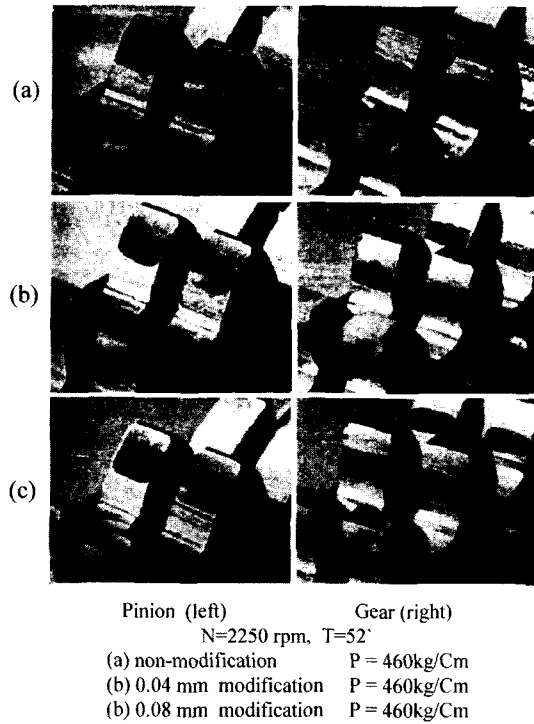 (a)
(b)
(c)
Pinion (left) Gear (right)
N=2250 rpm, T=52`
(a) non-modification P = 460kg/Cm
(b) 0.04 mm modification P = 460kg/Cm
(b) 0.08 mm modification P = 460kg/Cm